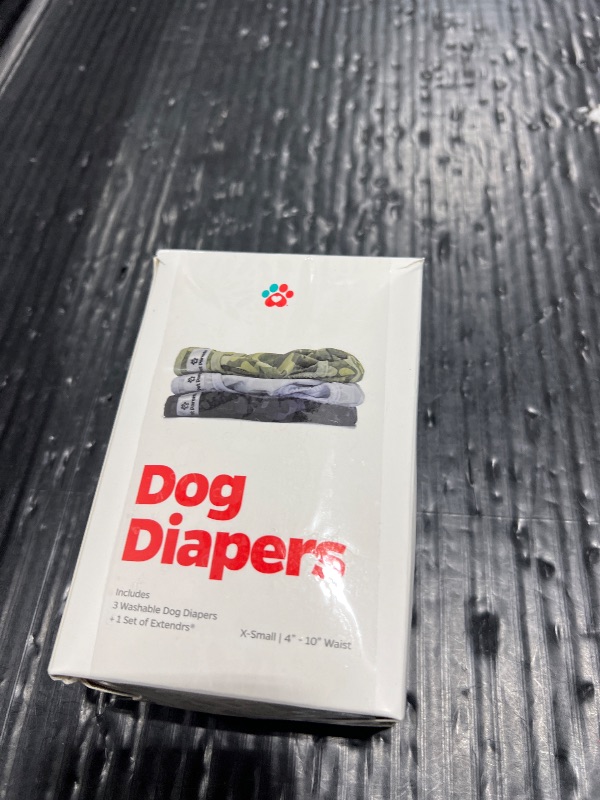 Dog
Diapers
Includes
3 Washable Dog Diapers
+ 1 Set of Extendrs®
X-Small | 4" - 10" Waist